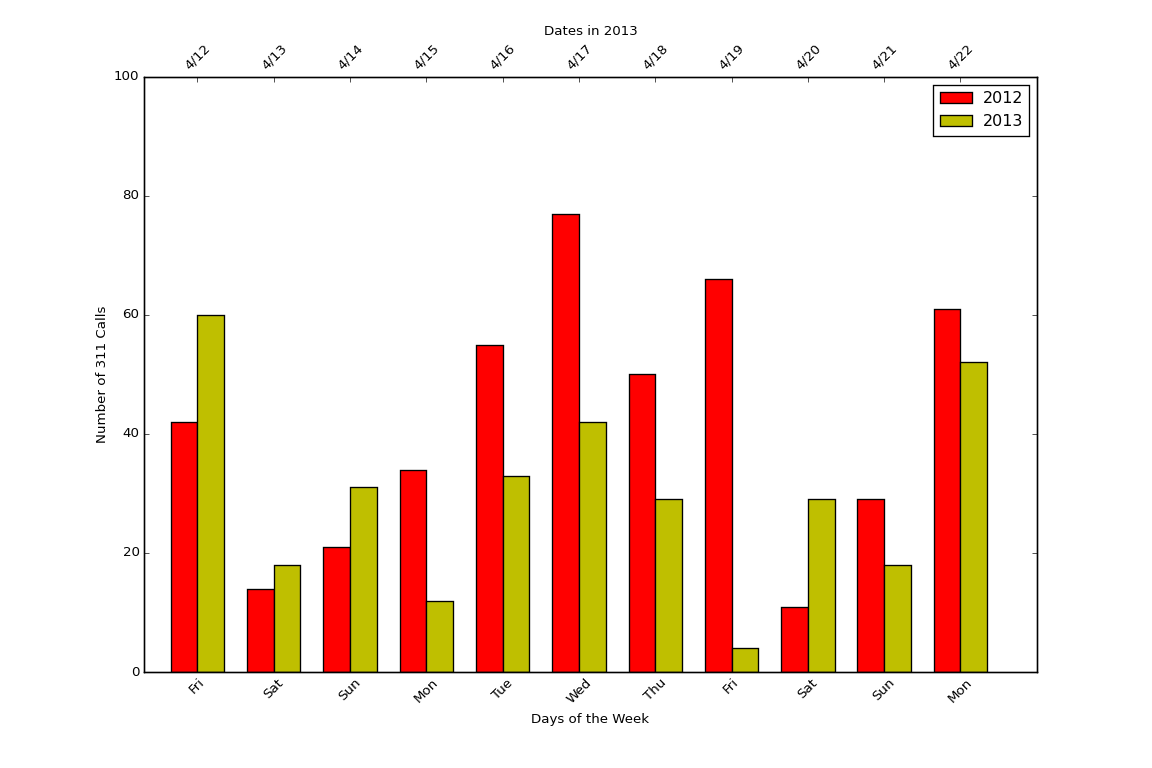 Dates in 2013
4/12 4/13 4/14 4/15 4/16 4/17 4/18 4/19 4/20 4/21 4/22
2012
2013
100
80
60
40
20
0
Number of 311 Calls
Fri Sat Sun Mon Tue Wed Thu Fri Sat Sun Mon
Days of the Week